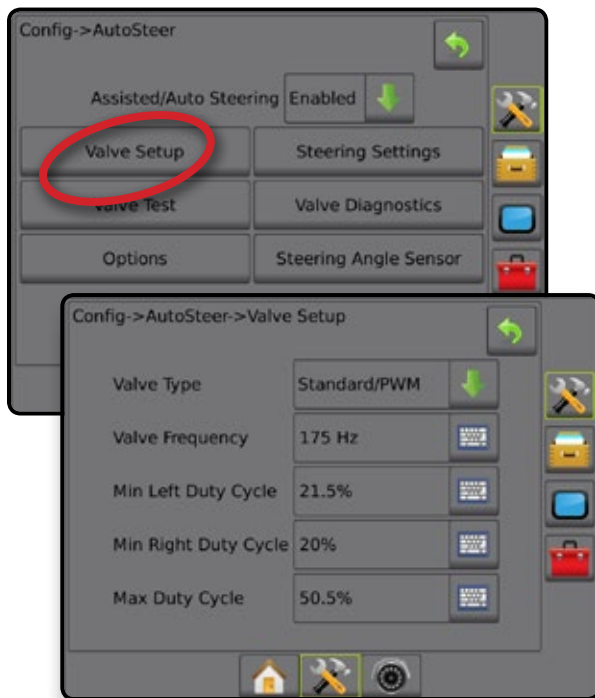 Config->AutoSteer
Assisted/Auto Steering Enabled
Valve Setup Steering Settings
Valve Test Valve Diagnostics
Options Steering Angle Sensor
Config->AutoSteer->Valve Setup
Valve Type Standard/PWM
Valve Frequency 175 Hz
Min Left Duty Cycle 21.5%
Min Right Duty Cycle 20%
Max Duty Cycle 50.5%